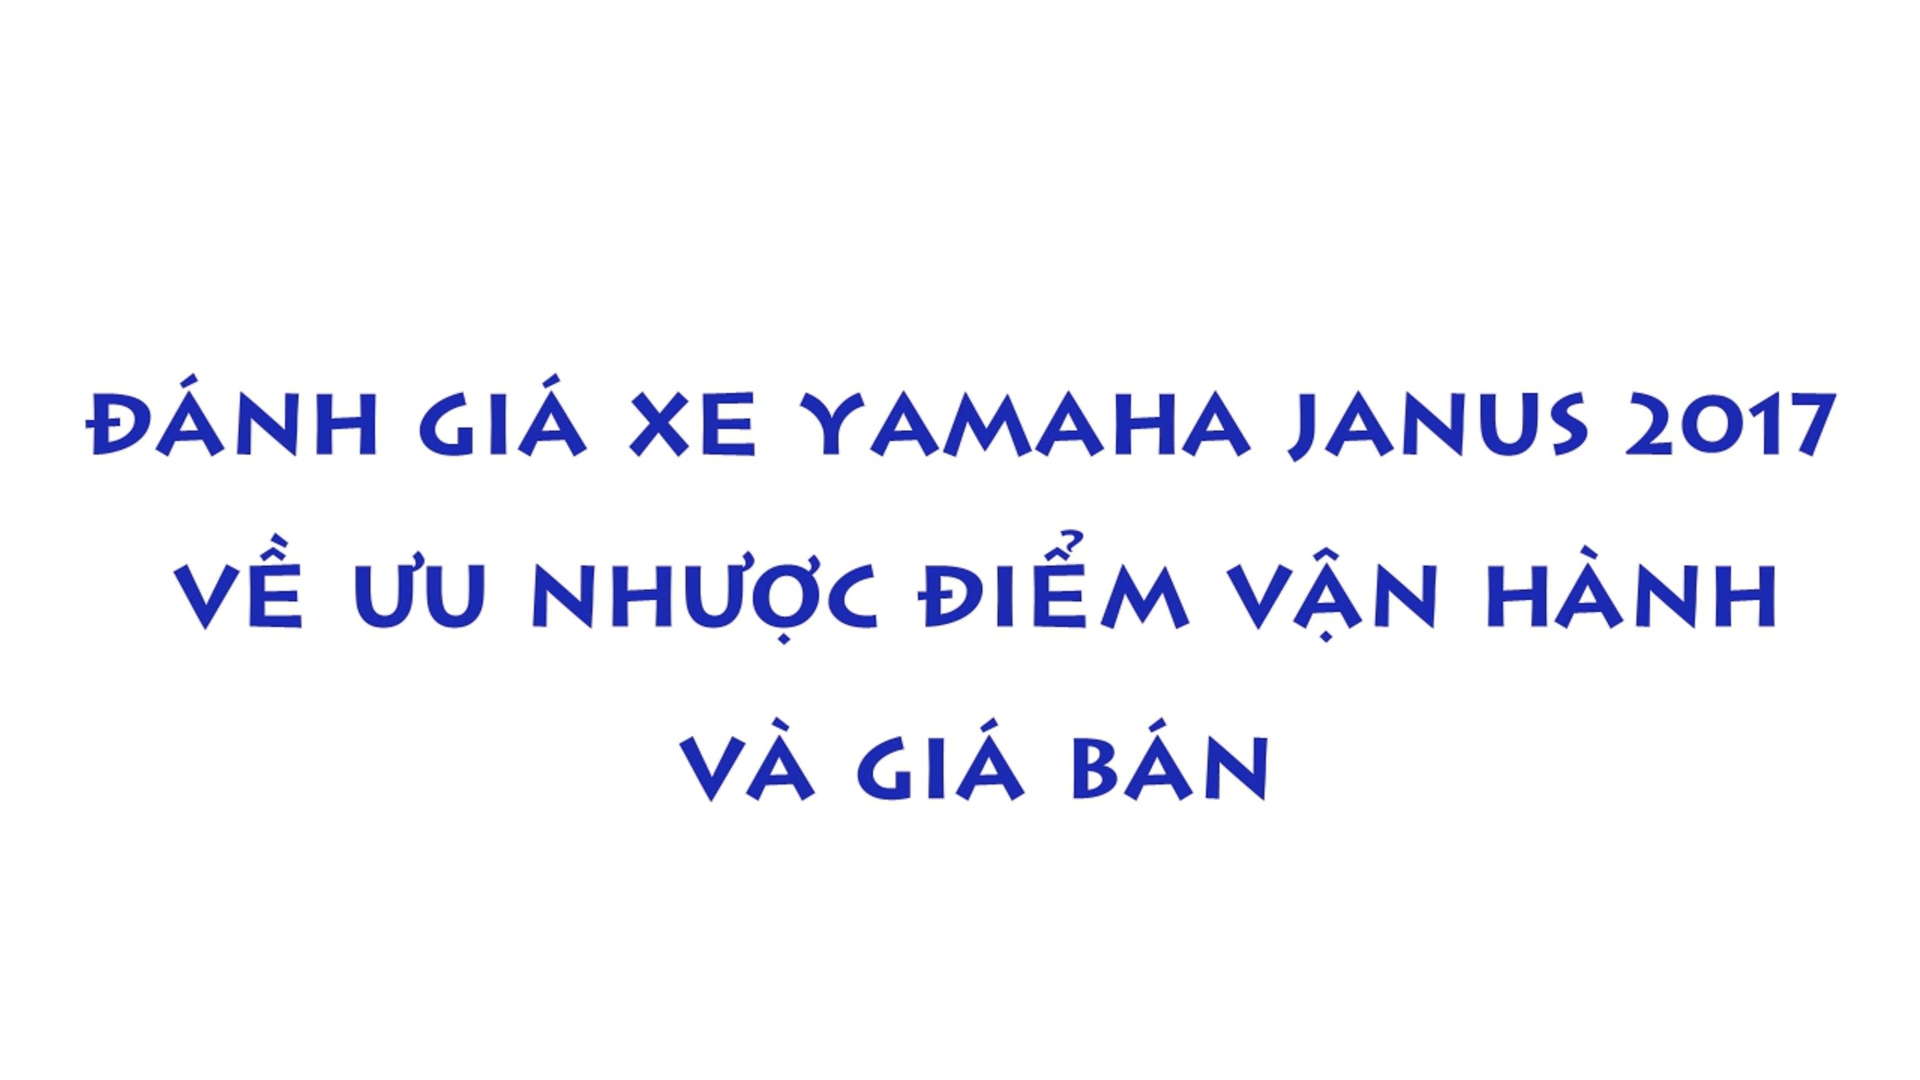 ĐÁNH GIÁ XE YAMAHA JANUS 2017
VỀ ƯU NHƯỢC ĐIỂM VẬN HÀNH
VÀ GIÁ BÁN